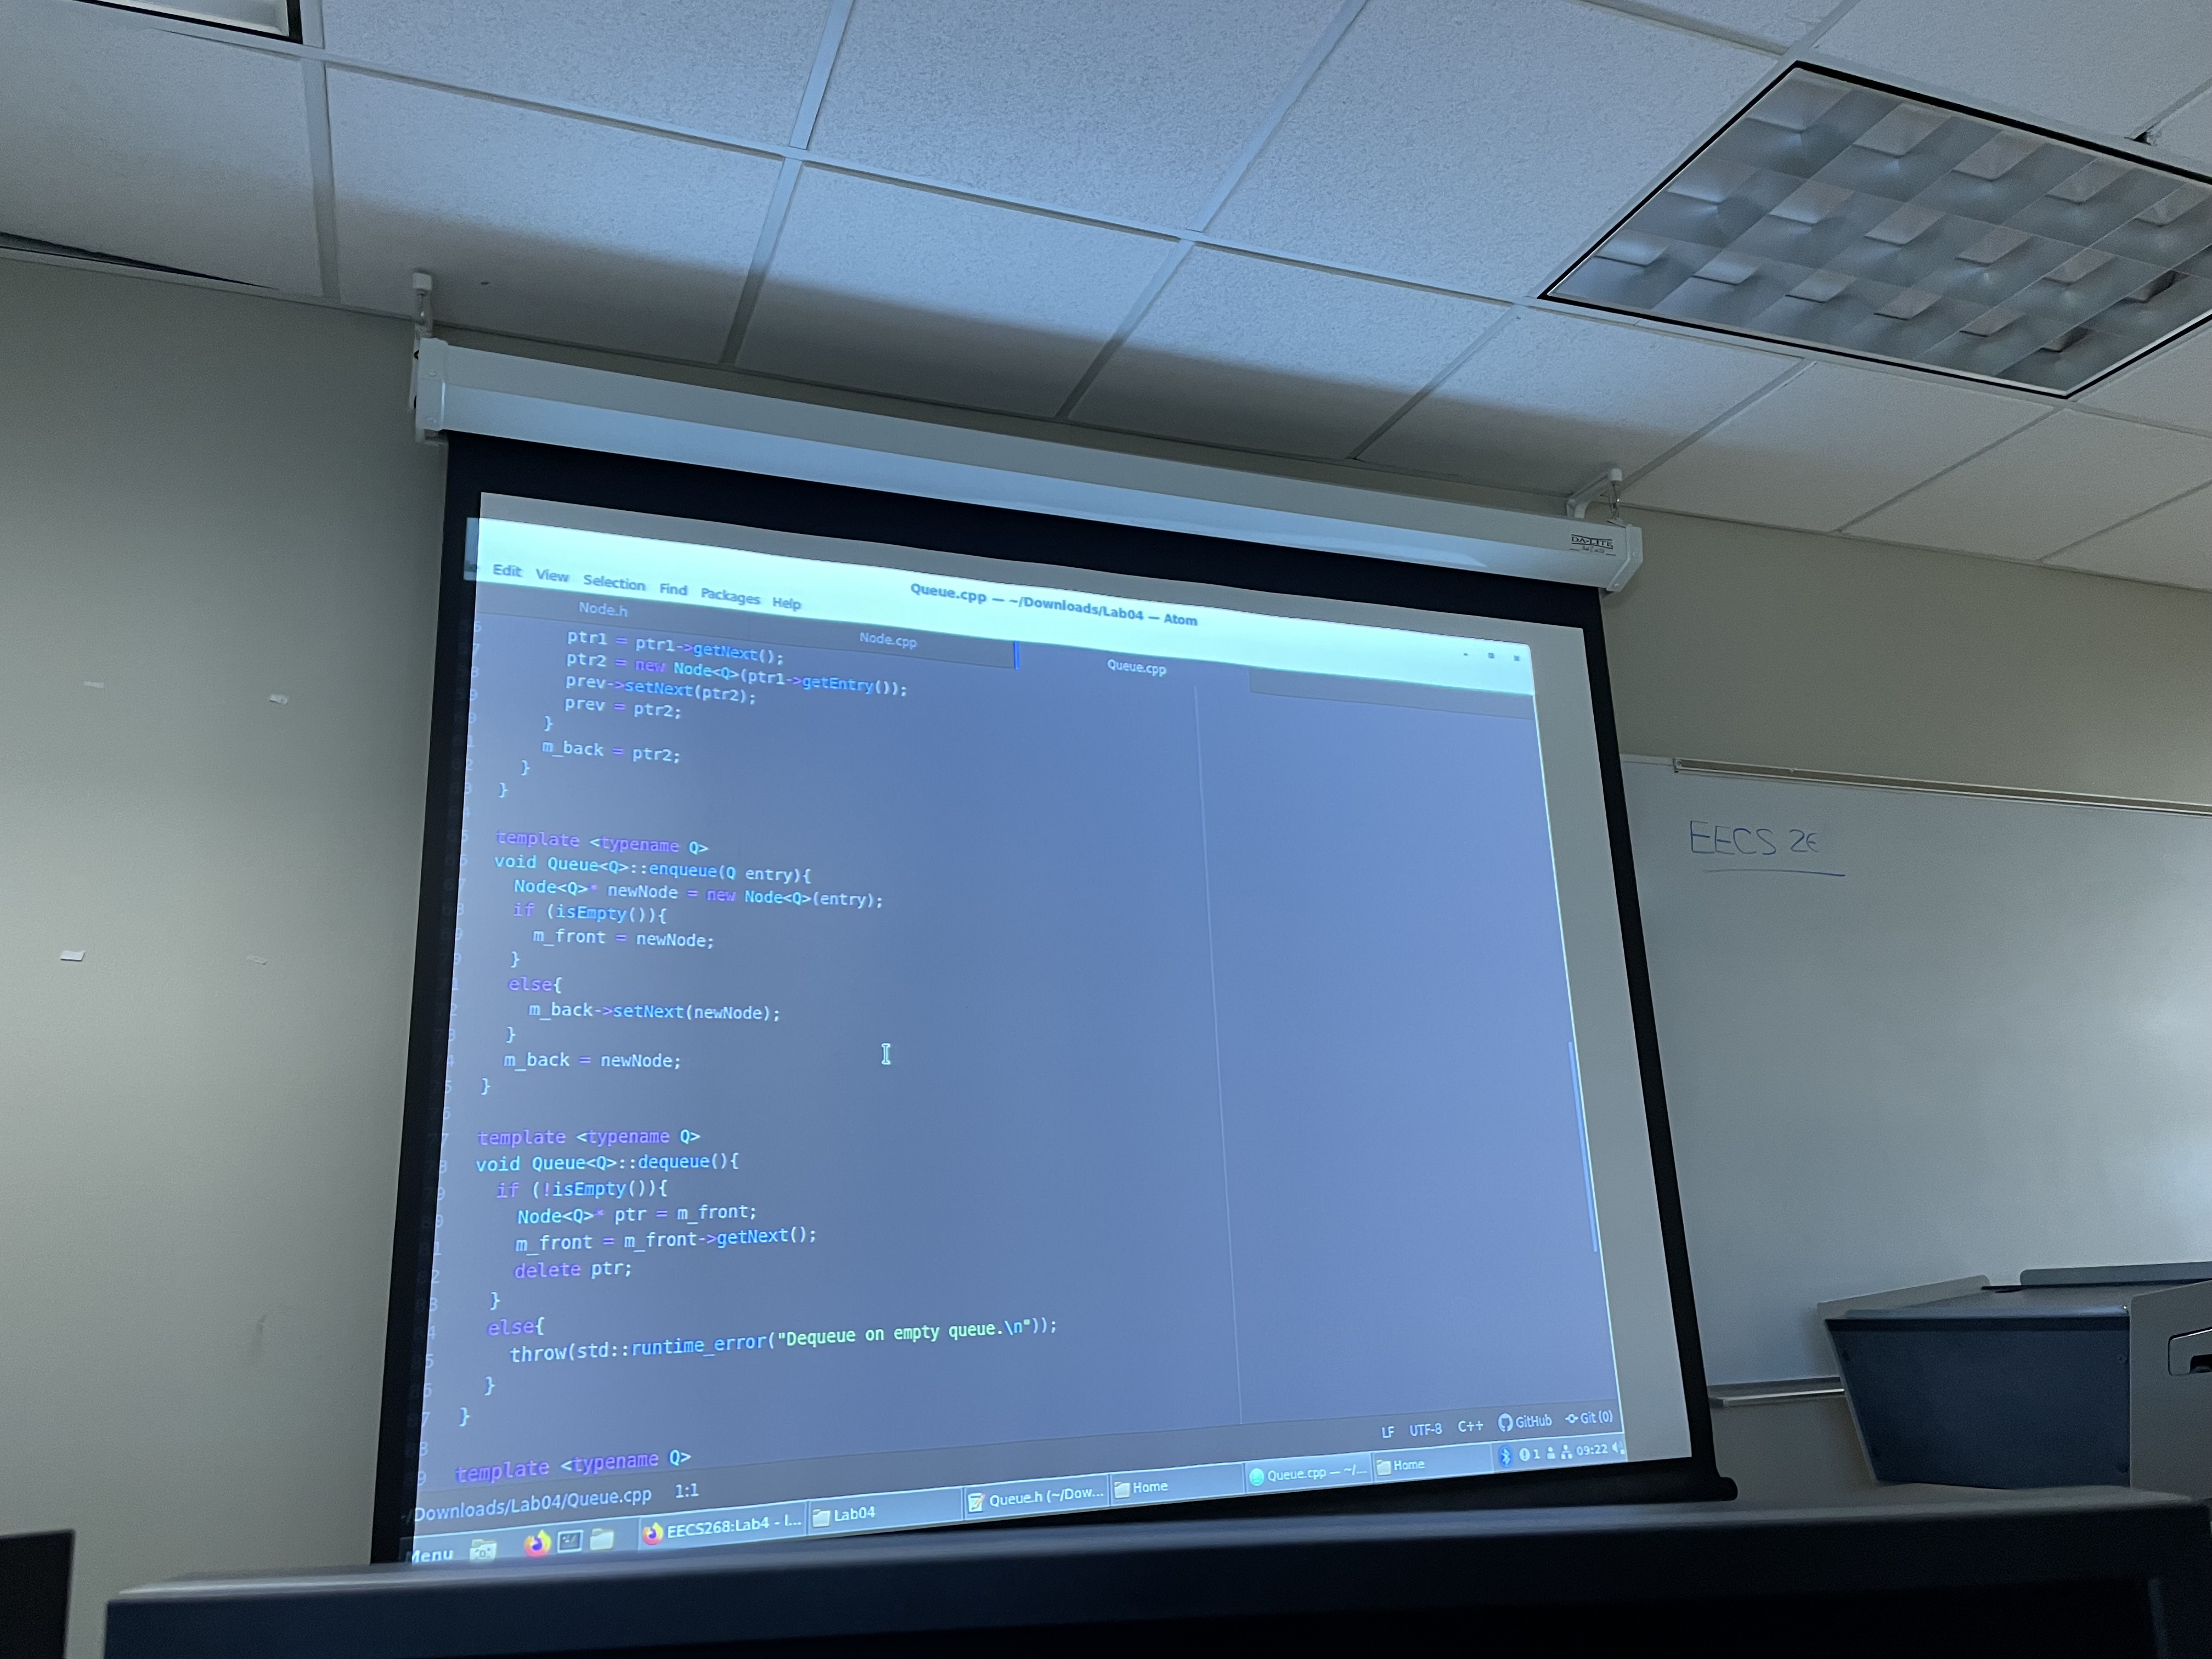 DA-LITE
Queue.cpp — ~/Downloads/Lab04 — Atom
Edit View Selection Find Packages Help
Node.h Node.cpp Queue.cpp
ptr1 = ptr1->getNext();
ptr2 = new Node<Q>(ptr1->getEntry());
prev->setNext(ptr2);
prev = ptr2;
}
m_back = ptr2;
}
}
template <typename Q>
void Queue<Q>::enqueue(Q entry){
Node<Q>* newNode = new Node<Q>(entry);
if (isEmpty()){
m_front = newNode;
}
else{
m_back->setNext(newNode);
}
m_back = newNode;
}
template <typename Q>
void Queue<Q>::dequeue(){
if (!isEmpty()){
Node<Q>* ptr = m_front;
m_front = m_front->getNext();
delete ptr;
}
else{
throw(std::runtime_error("Dequeue on empty queue.\n"));
}
}
template <typename Q>
/Downloads/Lab04/Queue.cpp 1:1 LF UTF-8 C++ GitHub Git (0)
Menu EECS268:Lab4 - I... Lab04 Queue.h (~/Dow... Home Queue.cpp — ~/... Home 1 09:22
EECS 26